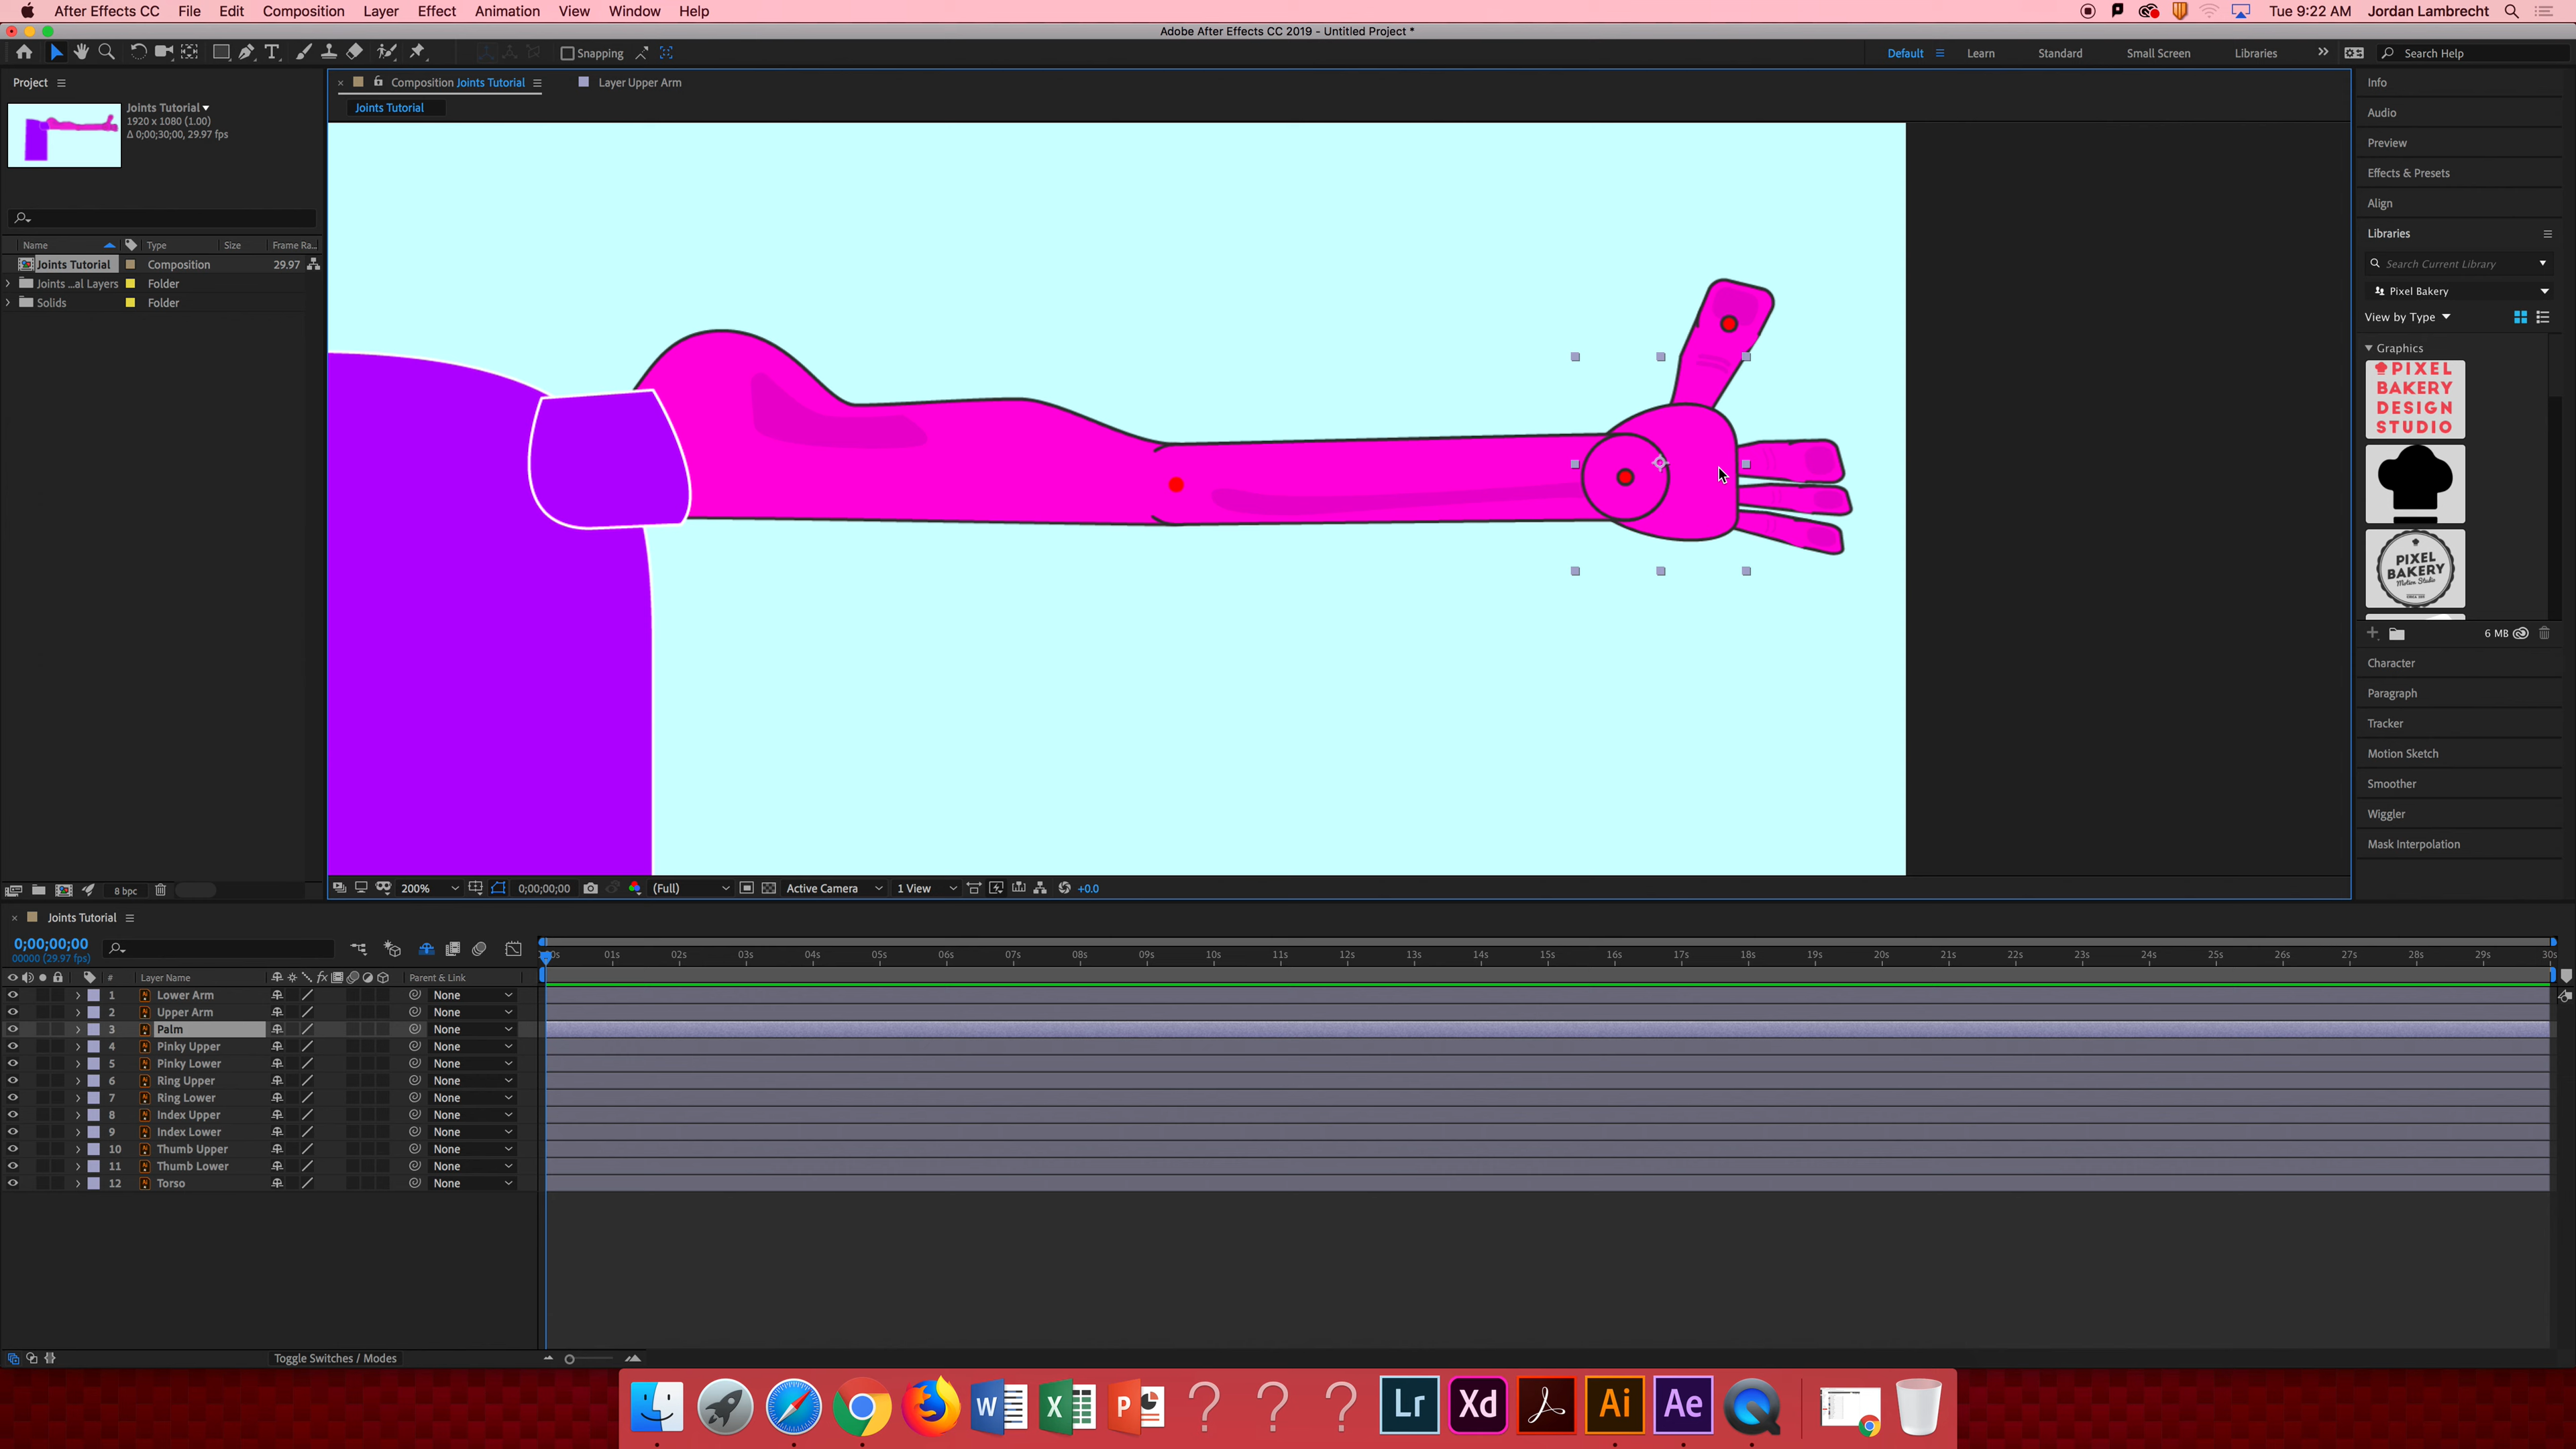 After Effects CC File Edit Composition Layer Effect Animation View Window Help Tue 9:22 AM Jordan Lambrecht
Adobe After Effects CC 2019 - Untitled Project *
Snapping Default Learn Standard Small Screen Libraries Search Help
Project
Joints Tutorial
1920 x 1080 (1.00)
Δ 0;00;30;00, 29.97 fps
Name Type Size Frame Ra...
Joints Tutorial Composition 29.97
Joints ...al Layers Folder
Solids Folder
8 bpc
Composition Joints Tutorial Layer Upper Arm
Joints Tutorial
200% 0;00;00;00 (Full) Active Camera 1 View +0.0
Info
Audio
Preview
Effects & Presets
Align
Libraries
Search Current Library
Pixel Bakery
View by Type
Graphics
PIXEL
BAKERY
DESIGN
STUDIO
PIXEL
BAKERY
Motion Studio
6 MB
Character
Paragraph
Tracker
Motion Sketch
Smoother
Wiggler
Mask Interpolation
Joints Tutorial
0;00;00;00
00000 (29.97 fps)
01s 02s 03s 04s 05s 06s 07s 08s 09s 10s 11s 12s 13s 14s 15s 16s 17s 18s 19s 20s 21s 22s 23s 24s 25s 26s 27s 28s 29s 30s
# Layer Name fx Parent & Link
1 Lower Arm None
2 Upper Arm None
3 Palm None
4 Pinky Upper None
5 Pinky Lower None
6 Ring Upper None
7 Ring Lower None
8 Index Upper None
9 Index Lower None
10 Thumb Upper None
11 Thumb Lower None
12 Torso None
Toggle Switches / Modes
W X P ? ? ? Lr Xd Ai Ae